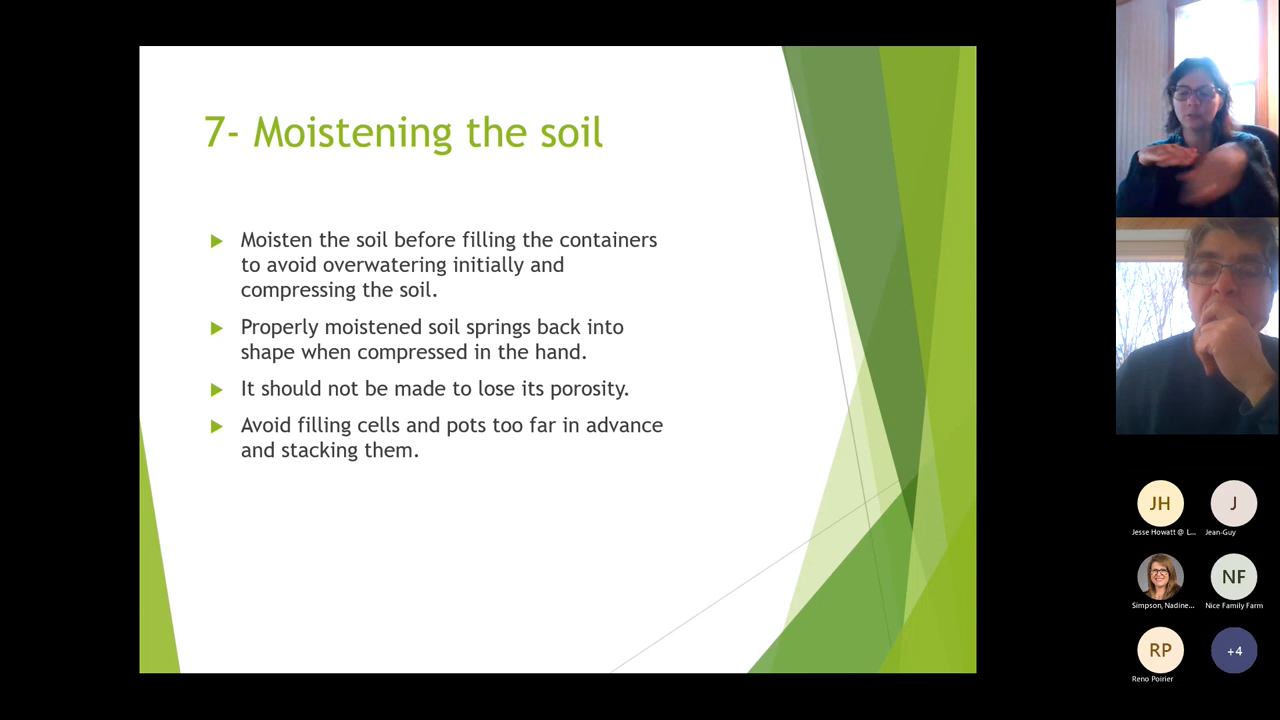 7- Moistening the soil
Moisten the soil before filling the containers
to avoid overwatering initially and
compressing the soil.
Properly moistened soil springs back into
shape when compressed in the hand.
It should not be made to lose its porosity.
Avoid filling cells and pots too far in advance
and stacking them.
JH
J
Jesse Howatt @ L...
Jean-Guy
NF
Simpson, Nadine...
Nice Family Farm
RP
+4
Reno Poirier